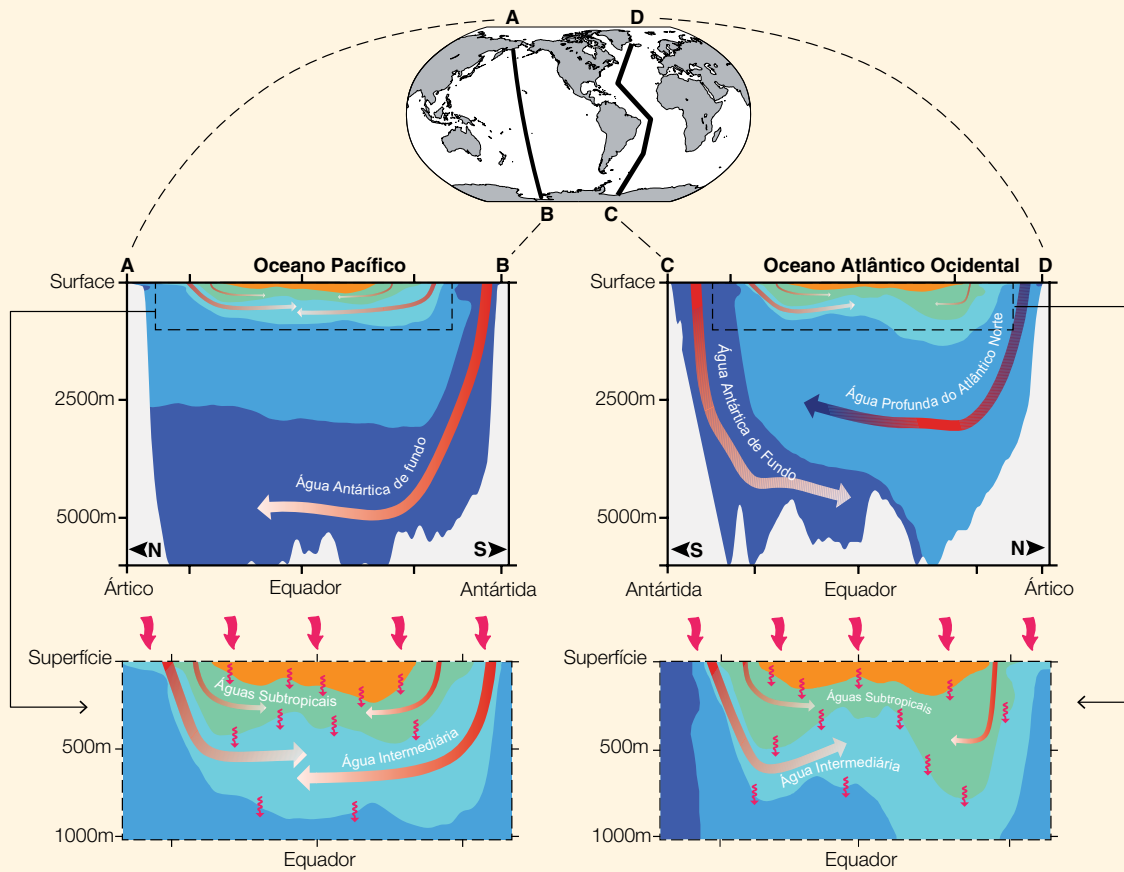 A D
B C
A Oceano Pacífico B
Surface
2500m
5000m
Água Antártica de fundo
N S
Ártico Equador Antártida
C Oceano Atlântico Ocidental D
Surface
2500m
5000m
Água Antártica de Fundo
Água Profunda do Atlântico Norte
S N
Antártida Equador Ártico
Superfície
500m
1000m
Águas Subtropicais
Água Intermediária
Equador
Superfície
500m
1000m
Águas Subtropicais
Água Intermediária
Equador